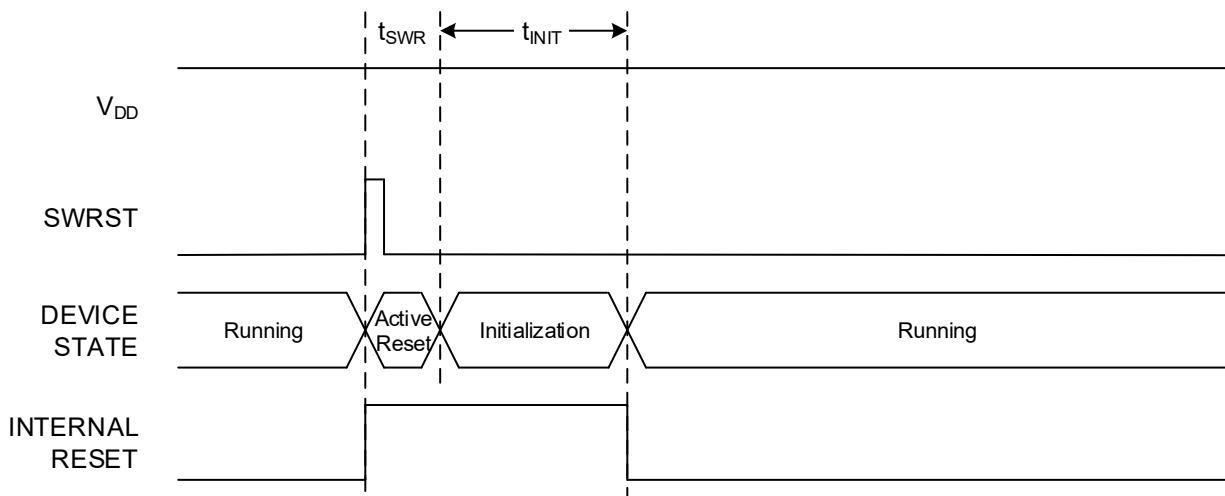 tSWR tINIT
VDD
SWRST
DEVICE
STATE
Running Active
Reset Initialization Running
INTERNAL
RESET